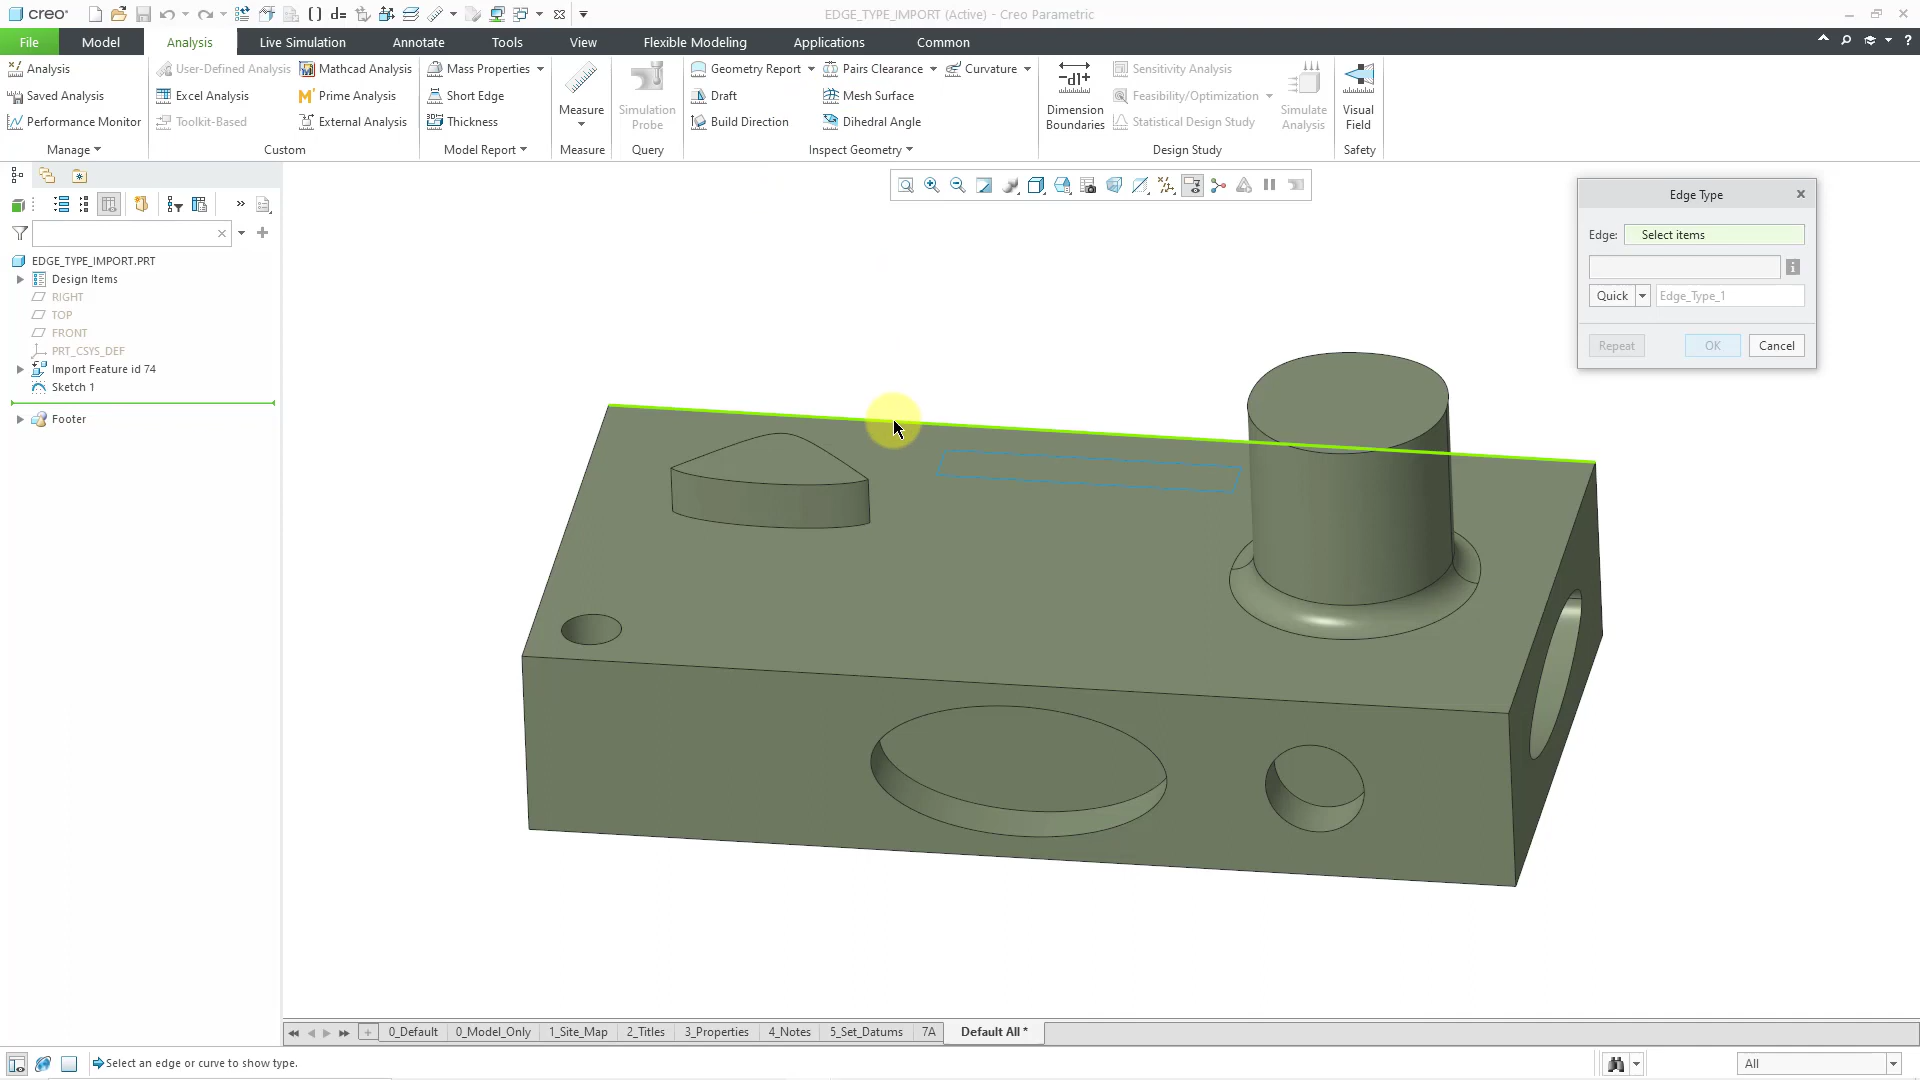 creo
EDGE_TYPE_IMPORT (Active) - Creo Parametric
File
Model
Analysis
Live Simulation
Annotate
Tools
View
Flexible Modeling
Applications
Common
Analysis
Saved Analysis
Performance Monitor
Manage
User-Defined Analysis
Excel Analysis
Toolkit-Based
Mathcad Analysis
Prime Analysis
External Analysis
Custom
Mass Properties
Short Edge
Thickness
Model Report
Measure
Measure
Simulation
Probe
Query
Geometry Report
Draft
Build Direction
Pairs Clearance
Mesh Surface
Dihedral Angle
Curvature
Inspect Geometry
Dimension
Boundaries
Sensitivity Analysis
Feasibility/Optimization
Statistical Design Study
Simulate
Analysis
Design Study
Visual
Field
Safety
EDGE_TYPE_IMPORT.PRT
Design Items
RIGHT
TOP
FRONT
PRT_CSYS_DEF
Import Feature id 74
Sketch 1
Footer
Edge Type
Edge:
Select items
Quick
Edge_Type_1
Repeat
OK
Cancel
0_Default
0_Model_Only
1_Site_Map
2_Titles
3_Properties
4_Notes
5_Set_Datums
7A
Default All *
Select an edge or curve to show type.
All